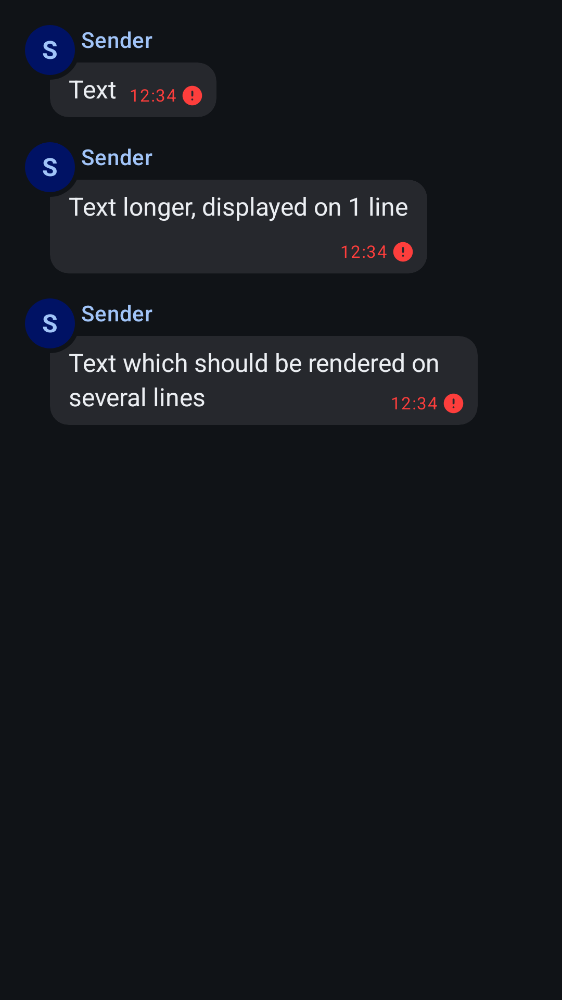 S Sender
Text 12:34
S Sender
Text longer, displayed on 1 line
12:34
S Sender
Text which should be rendered on
several lines 12:34